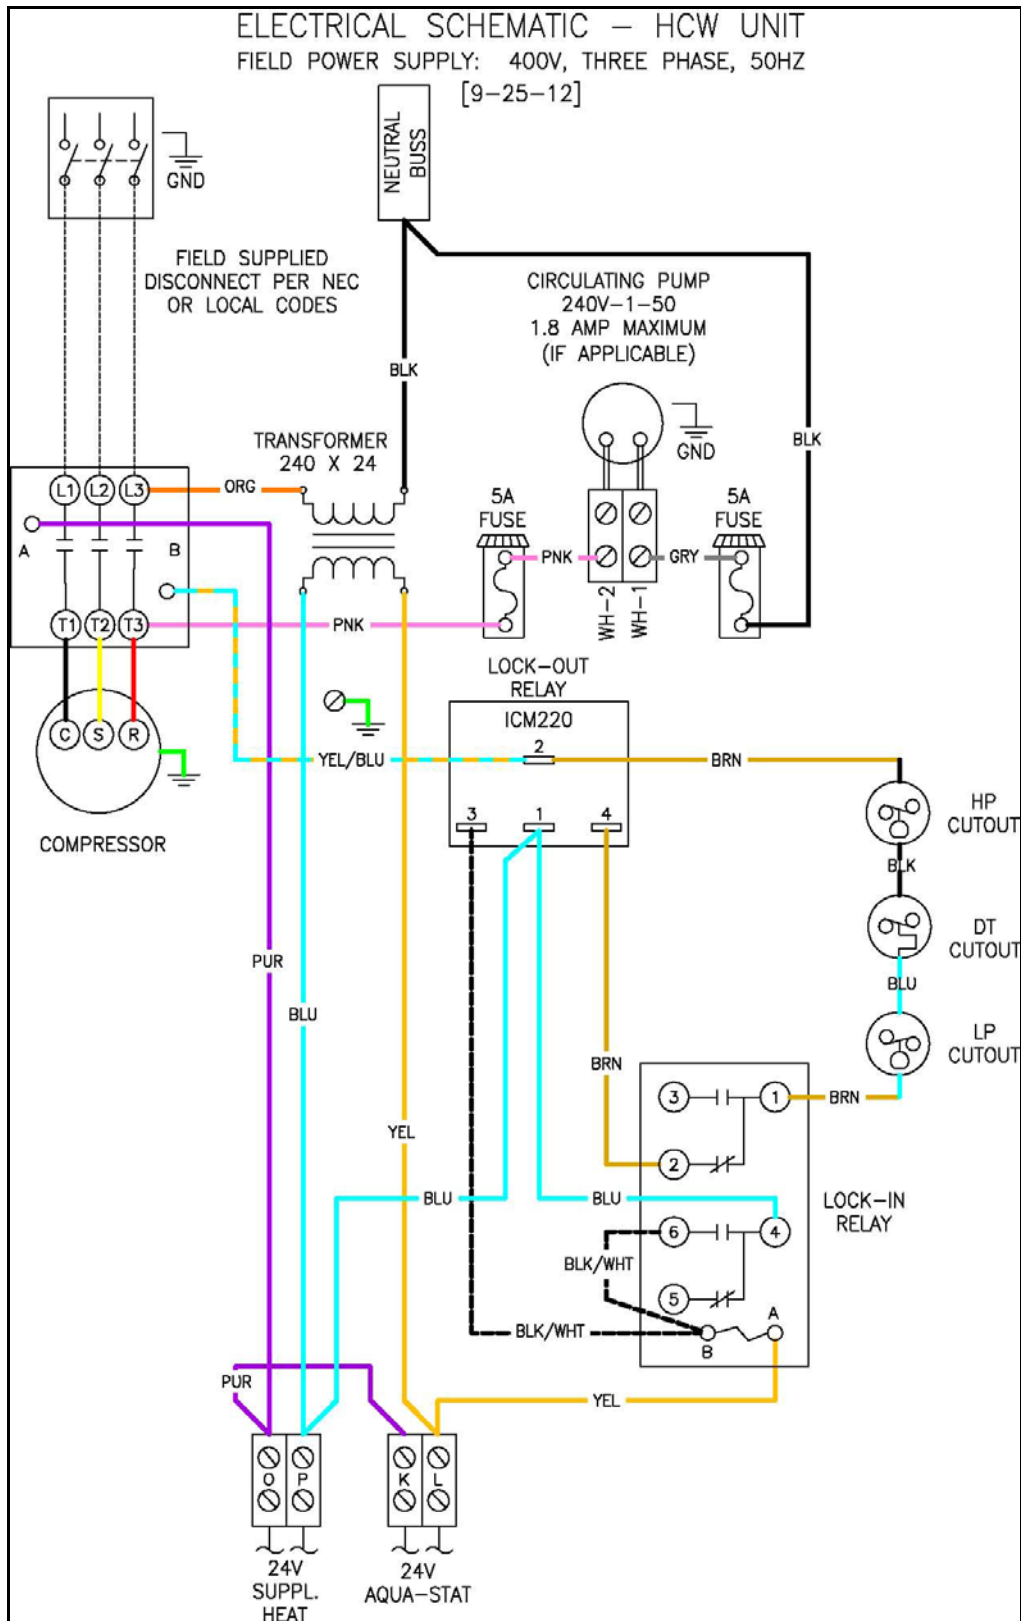 ELECTRICAL SCHEMATIC – HCW UNIT
FIELD POWER SUPPLY: 400V, THREE PHASE, 50HZ
[9–25–12]
NEUTRAL
BUSS
GND
FIELD SUPPLIED
DISCONNECT PER NEC
OR LOCAL CODES
CIRCULATING PUMP
240V–1–50
1.8 AMP MAXIMUM
(IF APPLICABLE)
BLK
BLK
GND
TRANSFORMER
240 X 24
L1 L2 L3
ORG
5A
FUSE
5A
FUSE
A
B
PNK
GRY
WH–2
WH–1
T1 T2 T3
PNK
LOCK–OUT
RELAY
ICM220
C S R
2
YEL/BLU
BRN
3 1 4
HP
CUTOUT
COMPRESSOR
BLK
DT
CUTOUT
PUR
BLU
BLU
LP
CUTOUT
BRN
3 1
BRN
YEL
2
BLU
BLU
LOCK–IN
RELAY
6 4
BLK/WHT
5
A
BLK/WHT
B
PUR
YEL
O P
K L
24V
SUPPL.
HEAT
24V
AQUA–STAT